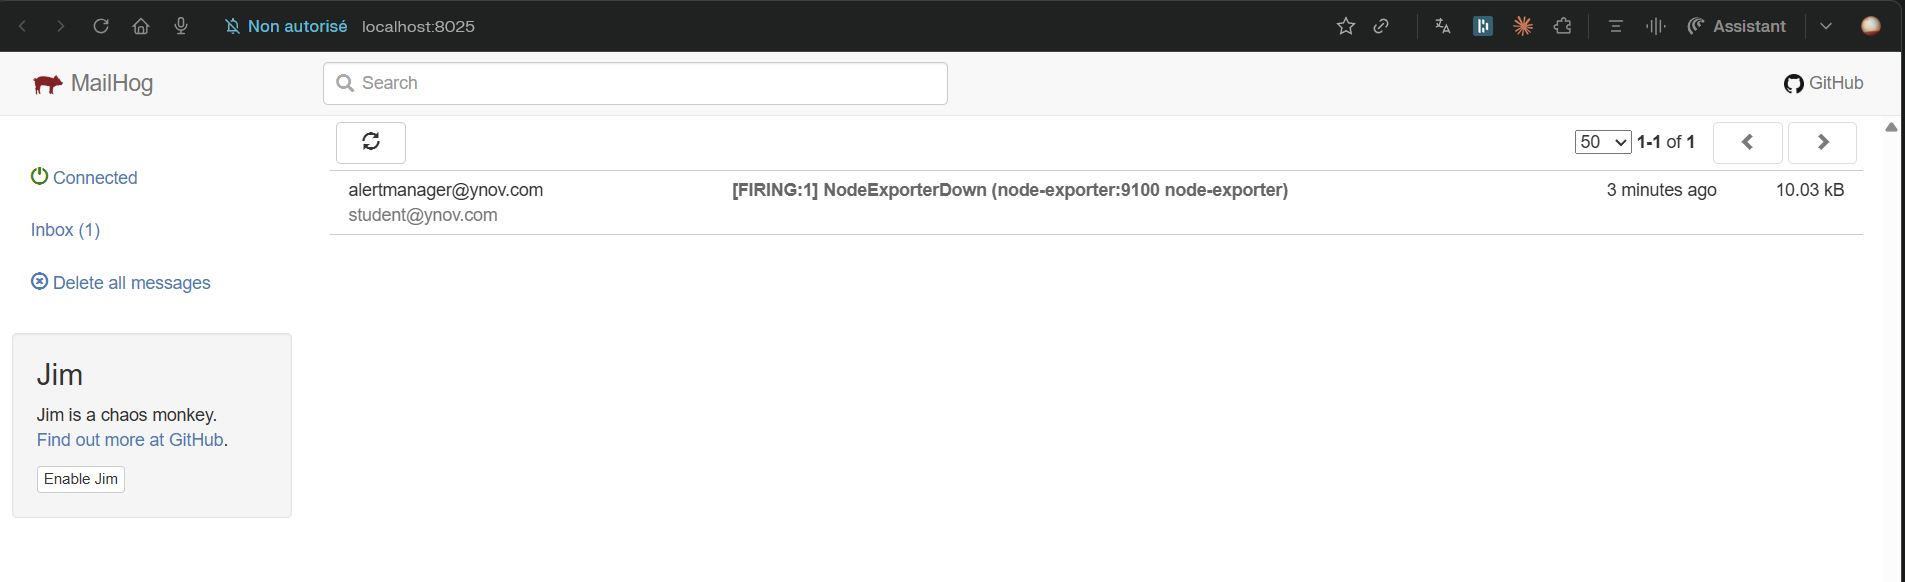 Non autorisé localhost:8025 Assistant
MailHog Search GitHub
50 1-1 of 1
Connected
Inbox (1)
Delete all messages
alertmanager@ynov.com [FIRING:1] NodeExporterDown (node-exporter:9100 node-exporter) 3 minutes ago 10.03 kB
student@ynov.com
Jim
Jim is a chaos monkey.
Find out more at GitHub.
Enable Jim